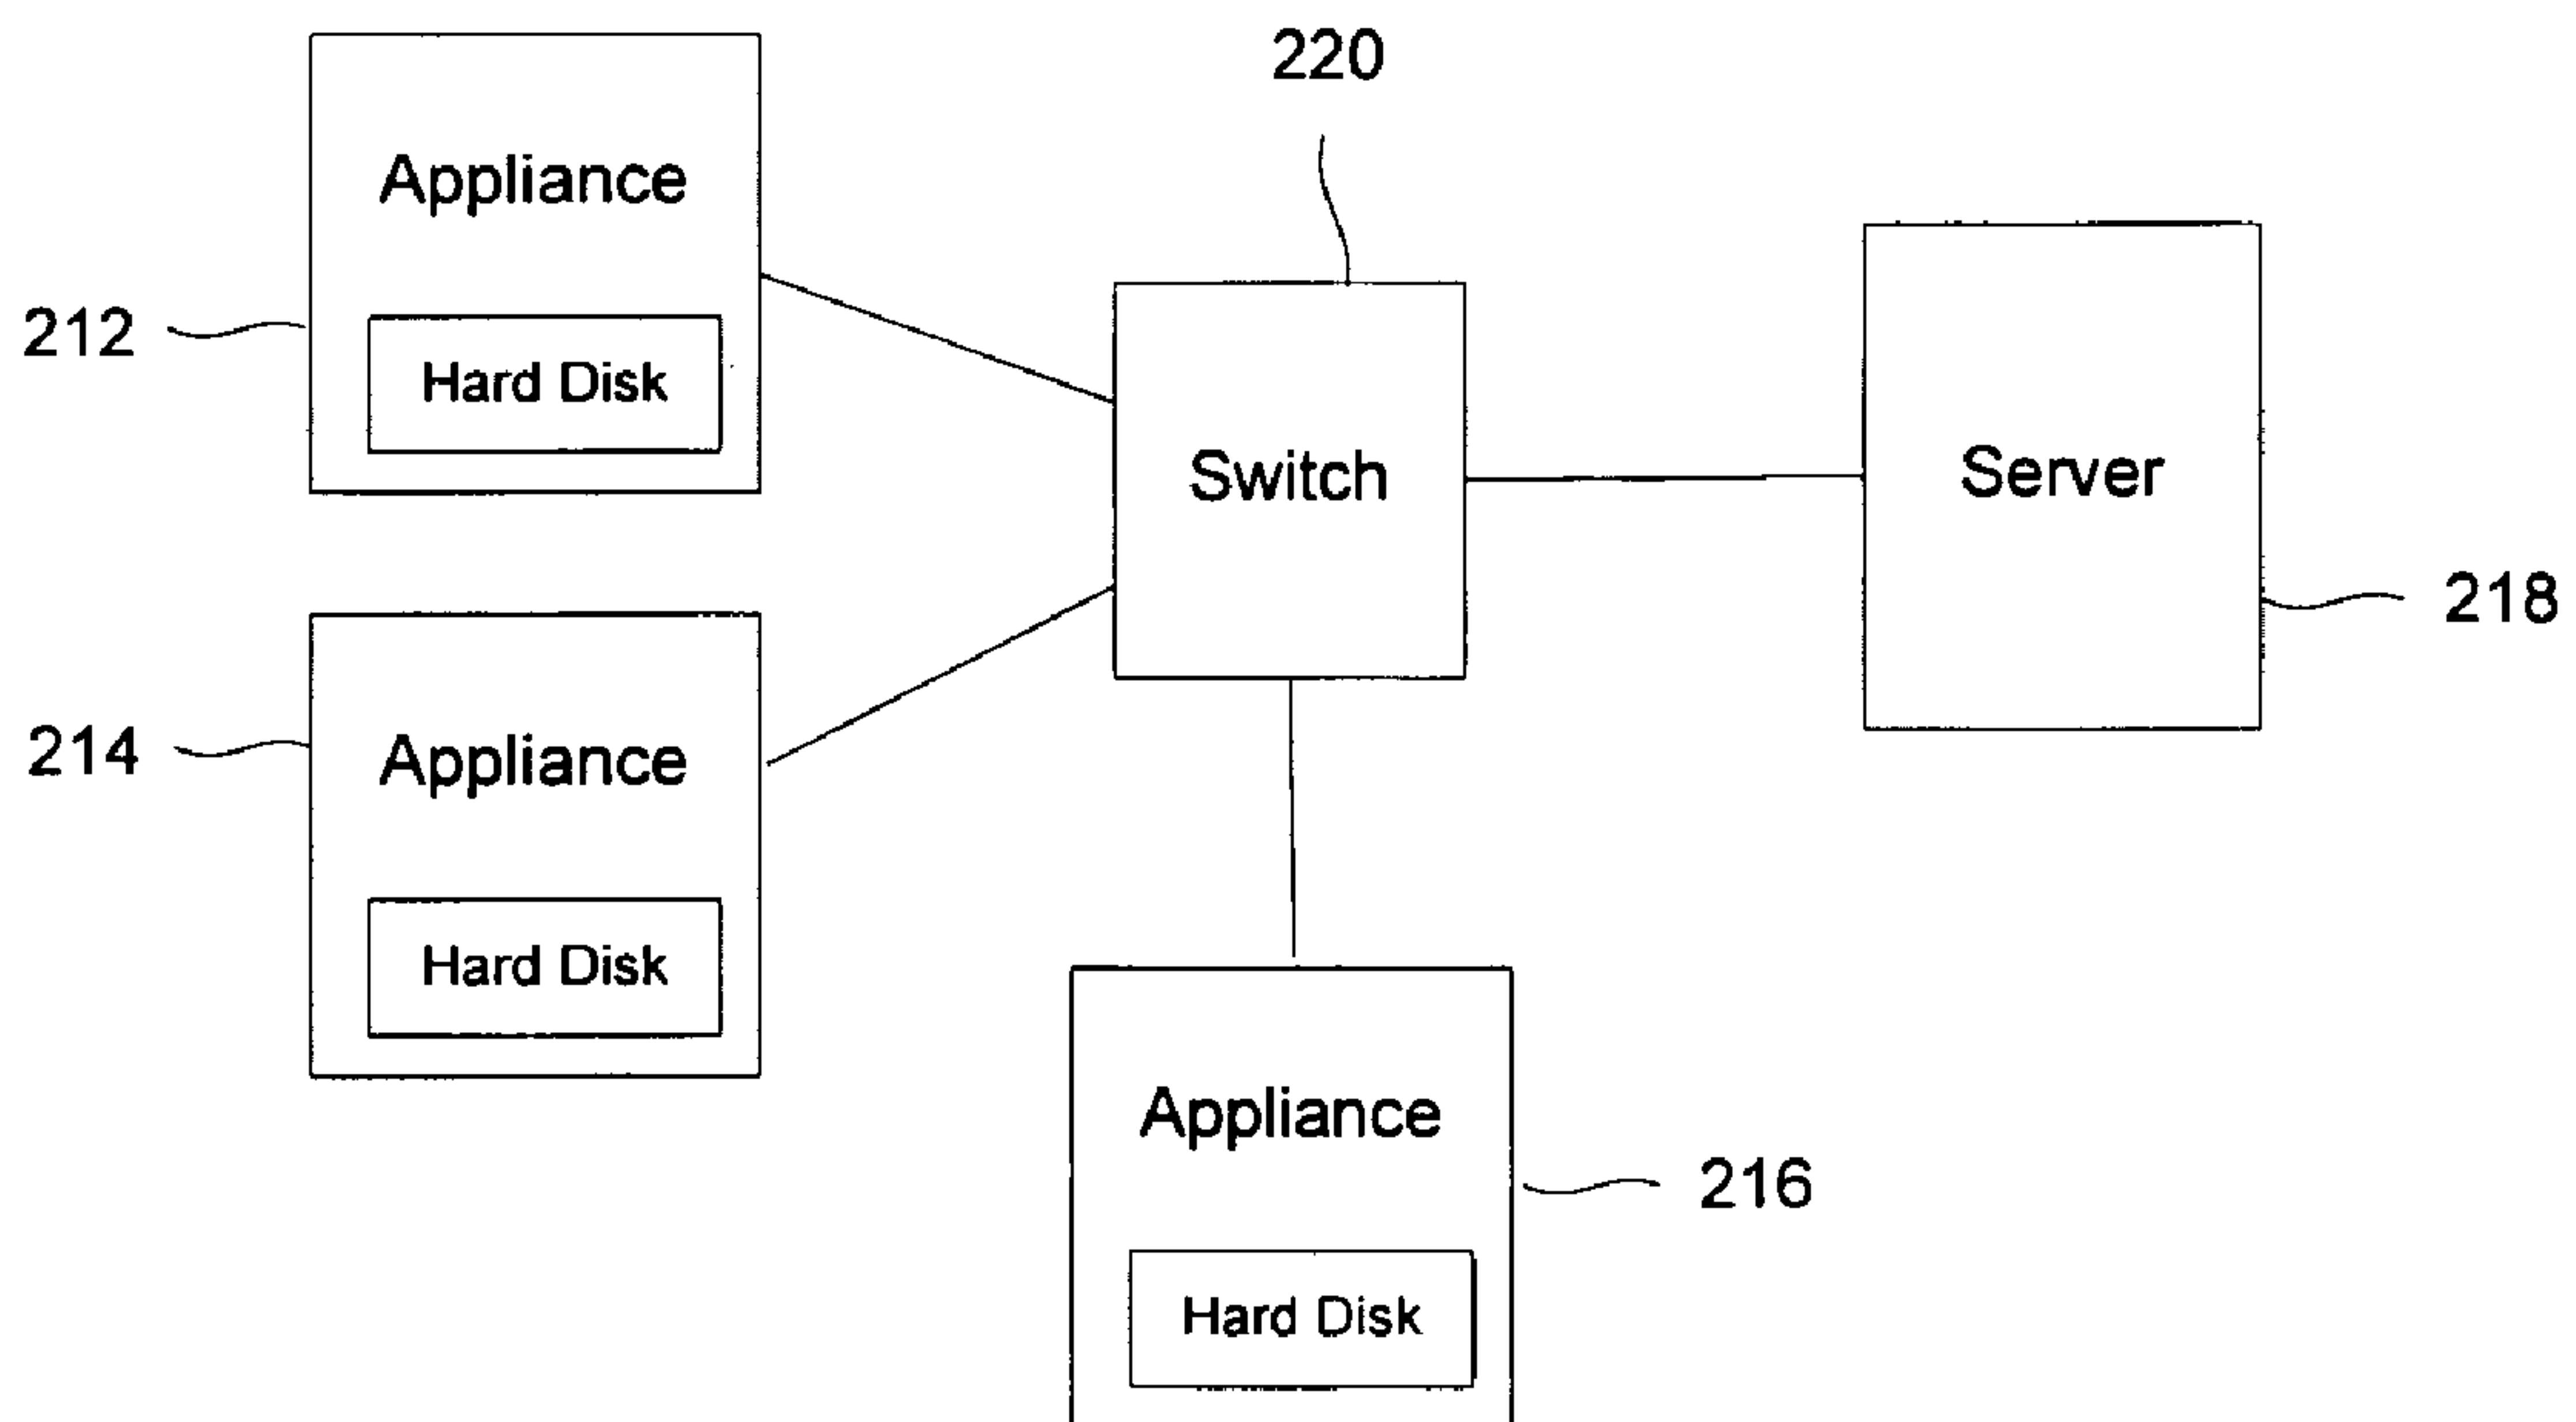 220
Appliance
212
Hard Disk
Switch
Server
218
214
Appliance
Hard Disk
Appliance
216
Hard Disk